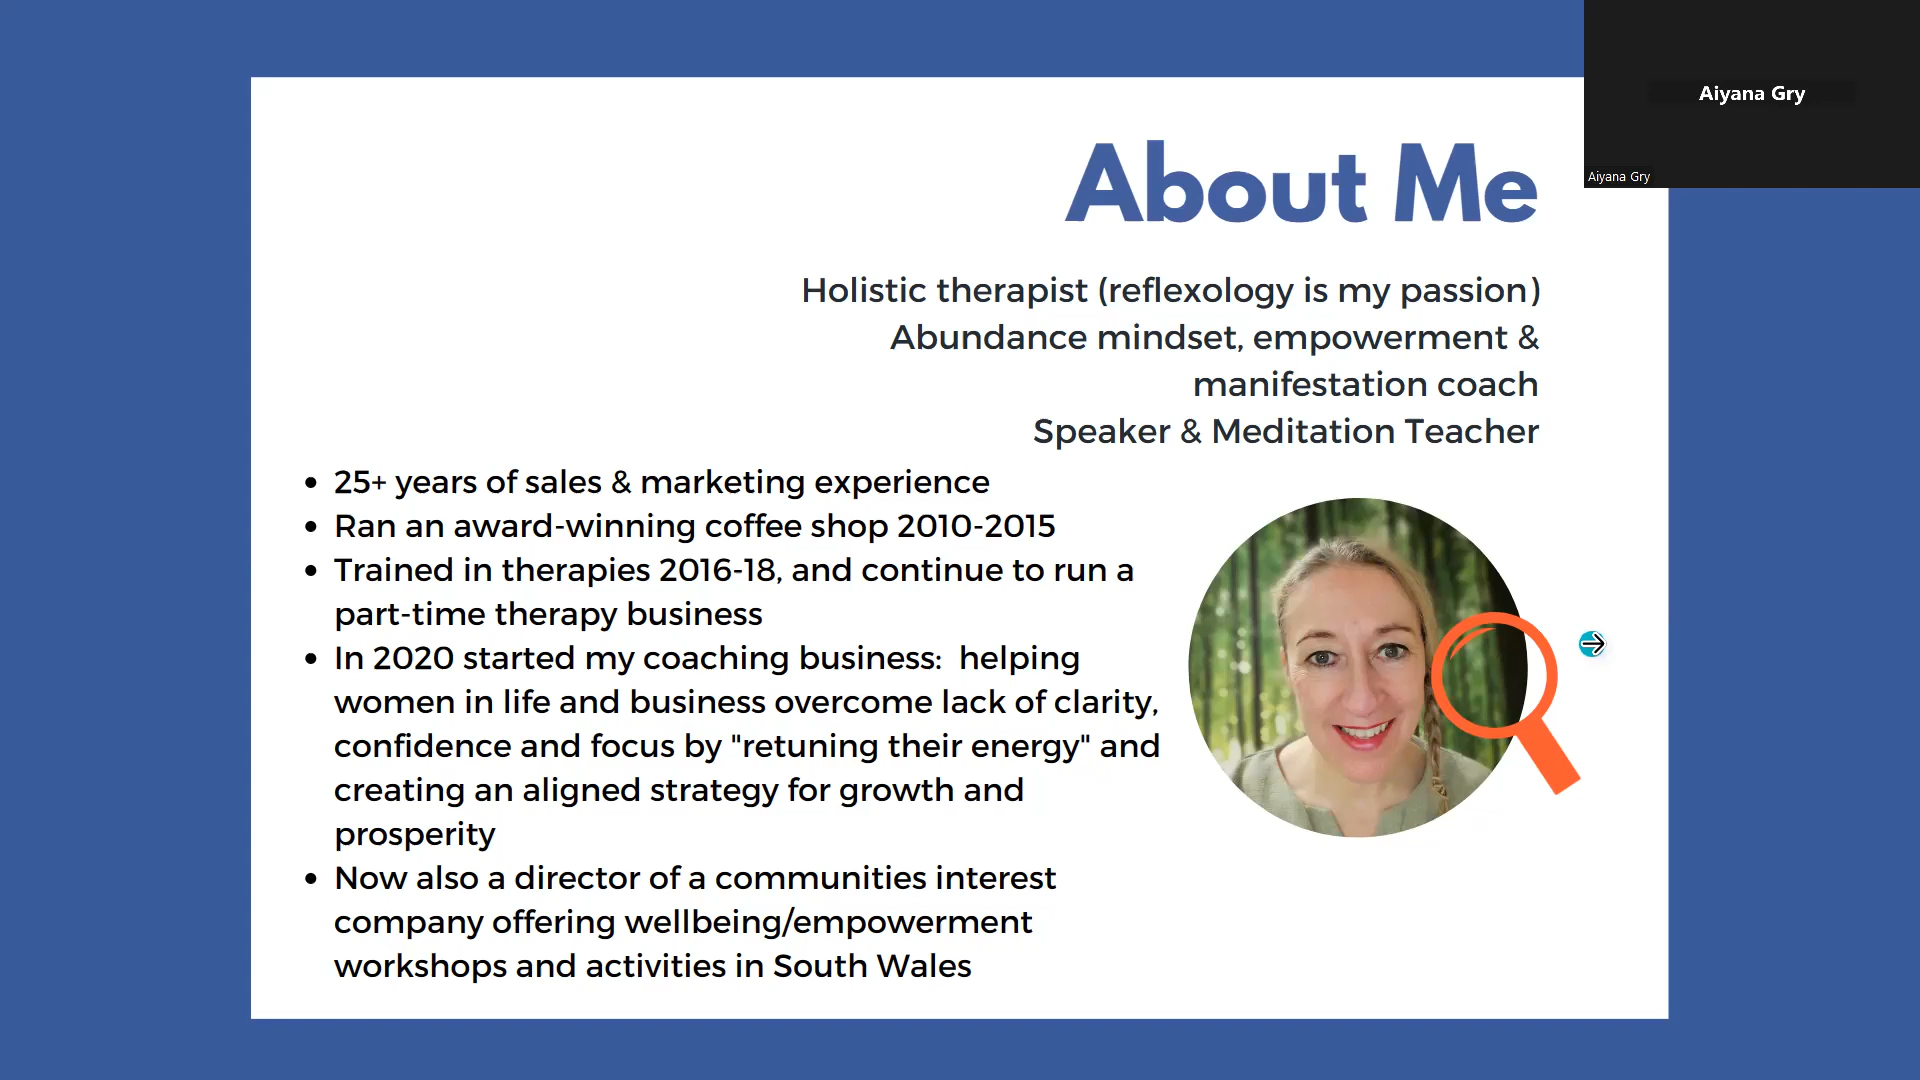 Aiyana Gry
Aiyana Gry
About Me
Holistic therapist (reflexology is my passion)
Abundance mindset, empowerment &
manifestation coach
Speaker & Meditation Teacher
• 25+ years of sales & marketing experience
• Ran an award-winning coffee shop 2010-2015
• Trained in therapies 2016-18, and continue to run a
part-time therapy business
• In 2020 started my coaching business:  helping
women in life and business overcome lack of clarity,
confidence and focus by "retuning their energy" and
creating an aligned strategy for growth and
prosperity
• Now also a director of a communities interest
company offering wellbeing/empowerment
workshops and activities in South Wales